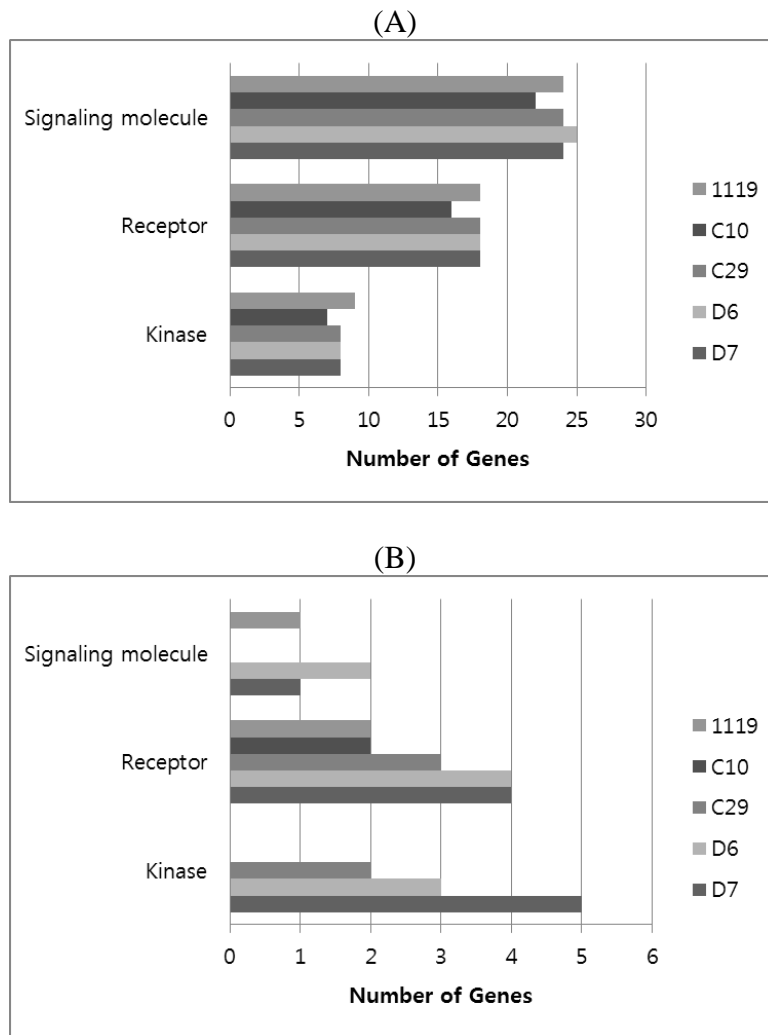 (A)
Signaling molecule
Receptor
Kinase
0 5 10 15 20 25 30
Number of Genes
1119
C10
C29
D6
D7
(B)
Signaling molecule
Receptor
Kinase
0 1 2 3 4 5 6
Number of Genes
1119
C10
C29
D6
D7